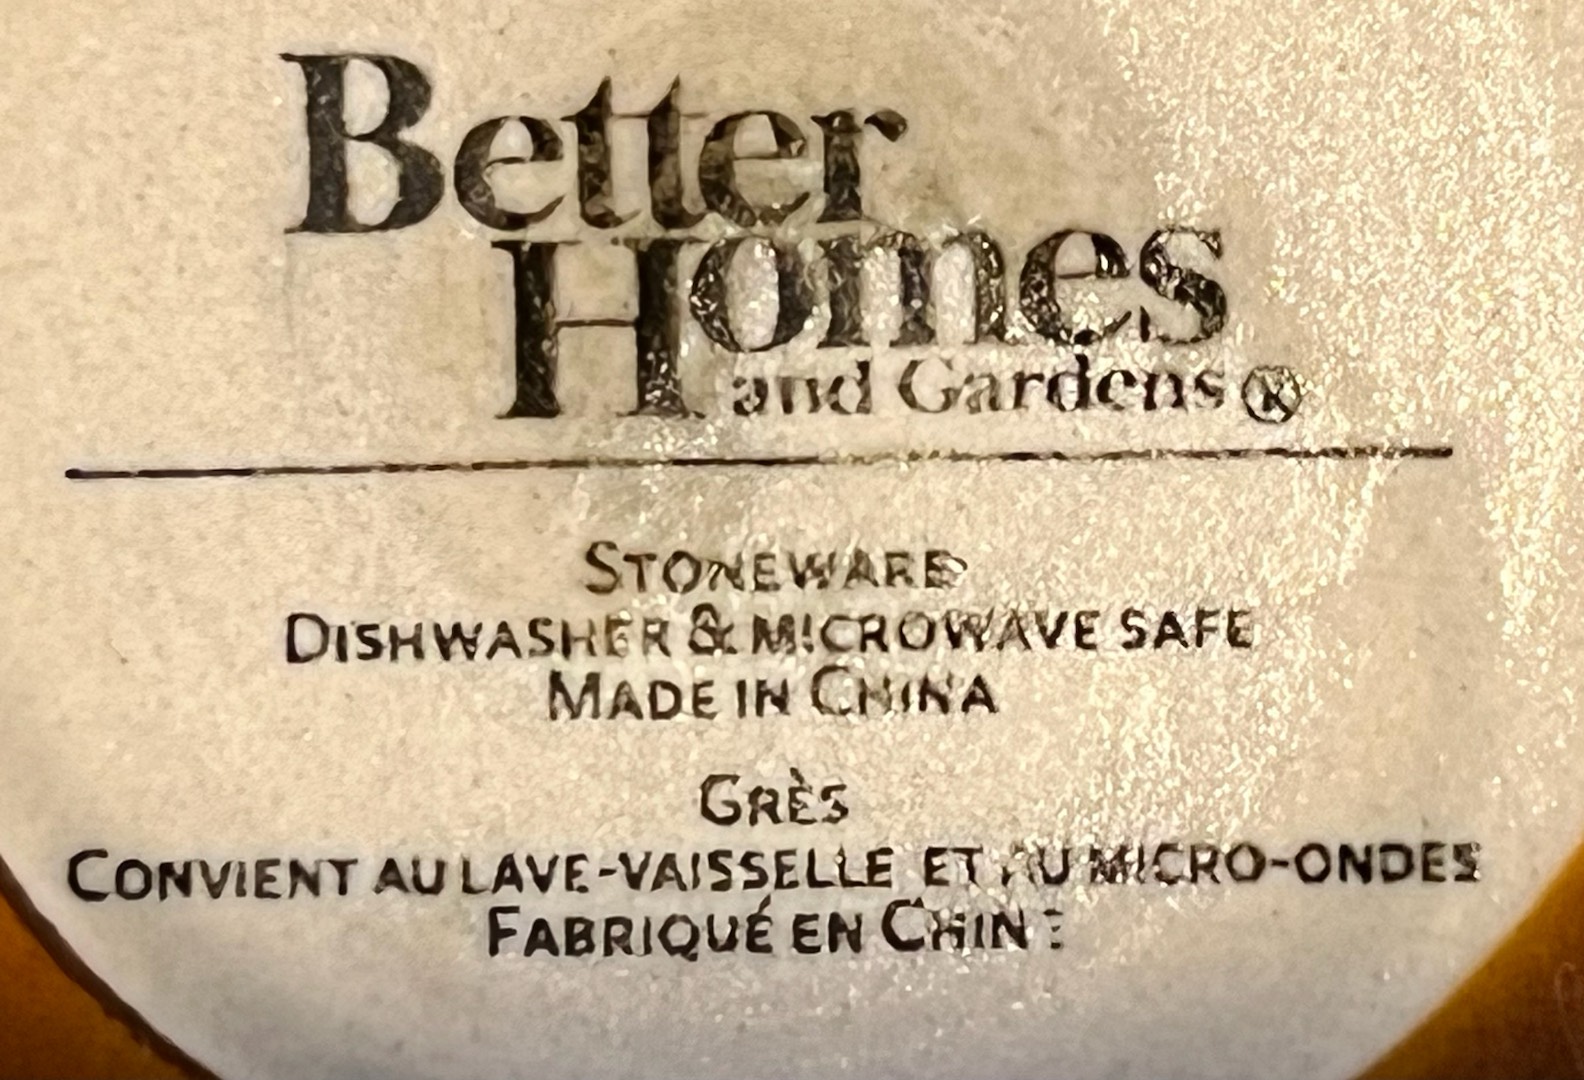 Better
Homes
and Gardens®
STONEWARE
DISHWASHER & MICROWAVE SAFE
MADE IN CHINA
GRÈS
CONVIENT AU LAVE-VAISSELLE ET AU MICRO-ONDES
FABRIQUÉ EN CHINE